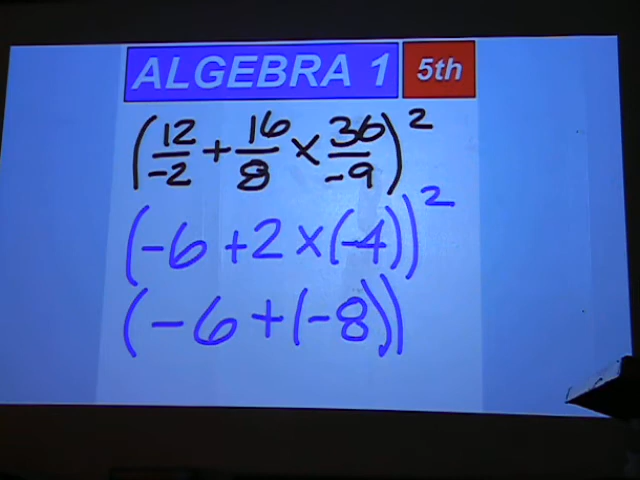 ALGEBRA 1 5th
(12/-2 + 16/8 × 36/-9)²
(-6 + 2 × (-4))²
(-6 + (-8))